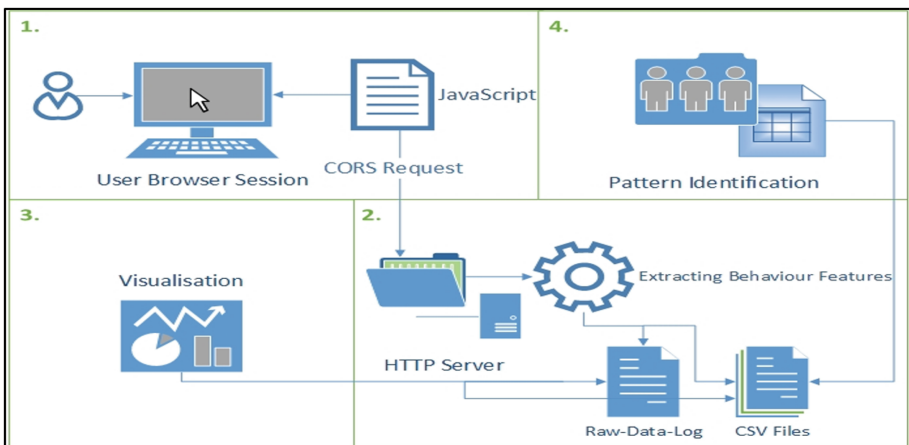 1.
JavaScript
CORS Request
User Browser Session
4.
Pattern Identification
3.
Visualisation
2.
Extracting Behaviour Features
HTTP Server
Raw-Data-Log
CSV Files